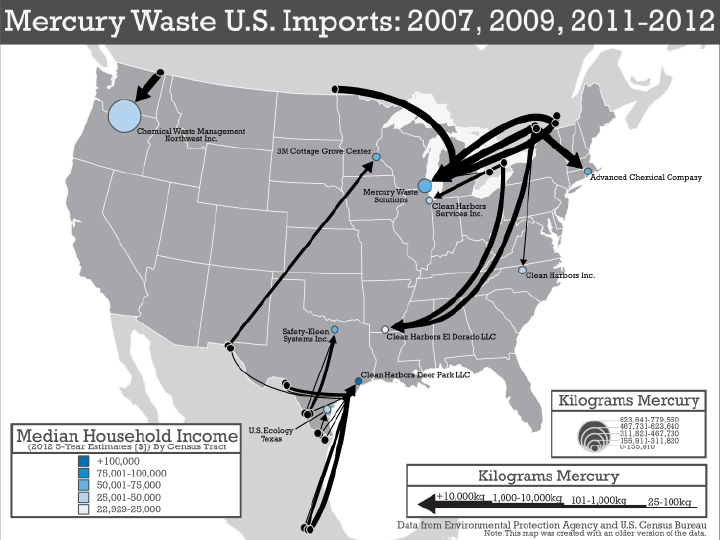 Mercury Waste U.S. Imports: 2007, 2009, 2011-2012
Chemical Waste Management
Northwest Inc.
3M Cottage Grove Center
Mercury Waste
Solutions
Clean Harbors
Services Inc.
Advanced Chemical Company
Clean Harbors Inc.
Safety-Kleen
Systems Inc.
Clean Harbors El Dorado LLC
Clean Harbors Deer Park LLC
U.S. Ecology
Texas
Median Household Income
(2012 5-Year Estimates [$]) By Census Tract
+100,000
75,001-100,000
50,001-75,000
25,001-50,000
22,929-25,000
Kilograms Mercury
623,641-779,550
467,731-623,640
311,821-467,730
155,911-311,820
0-155,910
Kilograms Mercury
+10,000kg 1,000-10,000kg 101-1,000kg 25-100kg
Data from Environmental Protection Agency and U.S. Census Bureau
Note: This map was created with an older version of the data.